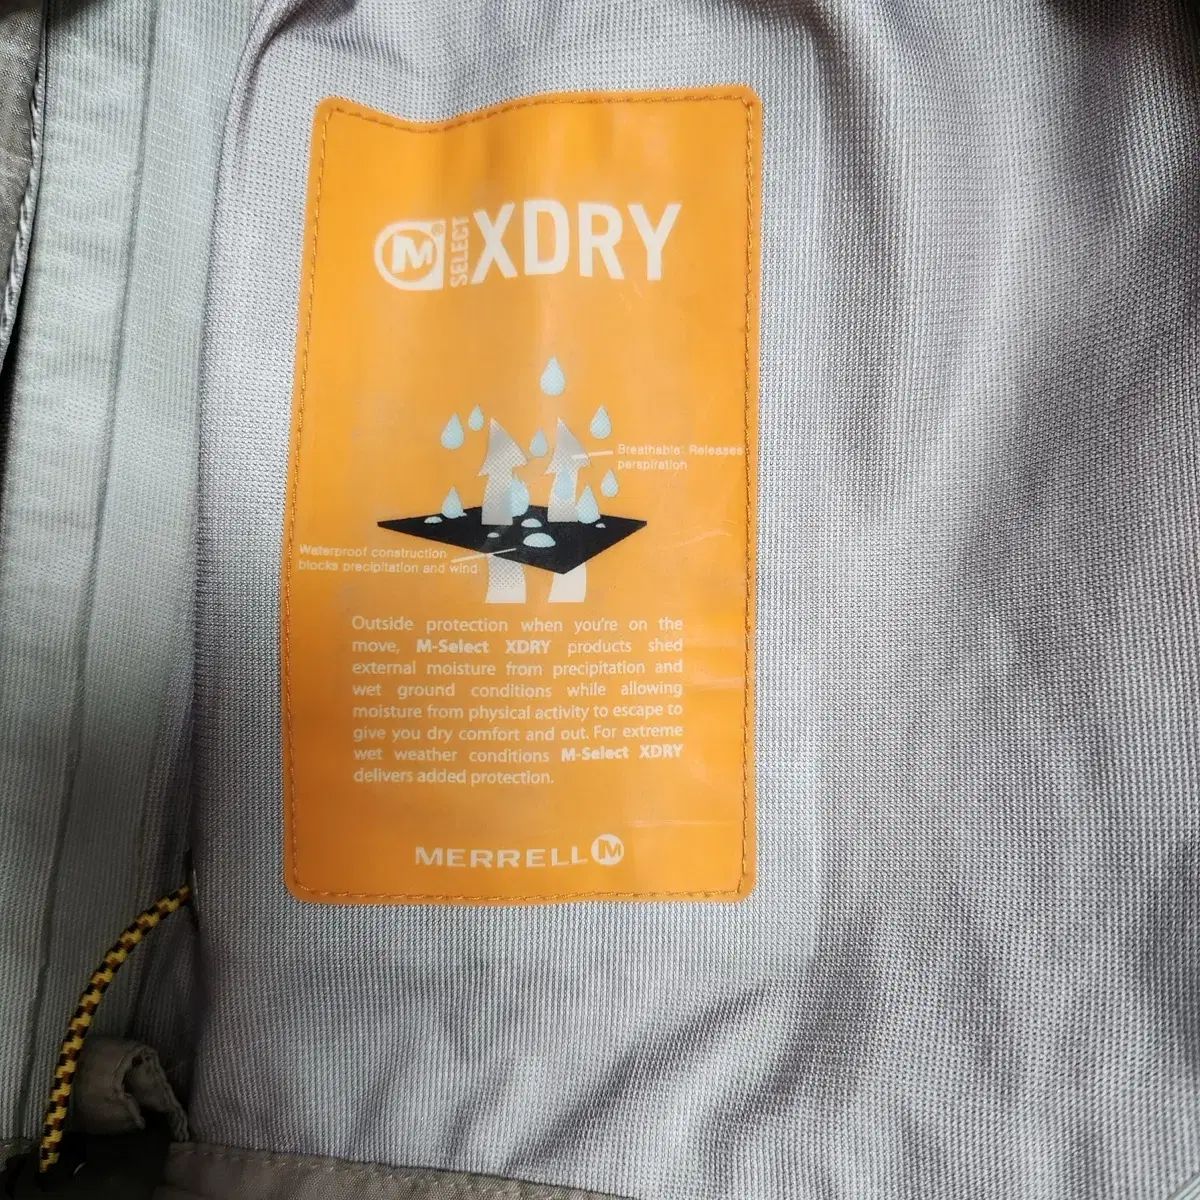 M® SELECT XDRY
Breathable: Releases
perspiration
Waterproof construction
blocks precipitation and wind
Outside protection when you're on the
move, M-Select XDRY products shed
external moisture from precipitation and
wet ground conditions while allowing
moisture from physical activity to escape to
give you dry comfort and out. For extreme
wet weather conditions M-Select XDRY
delivers added protection.
MERRELL M